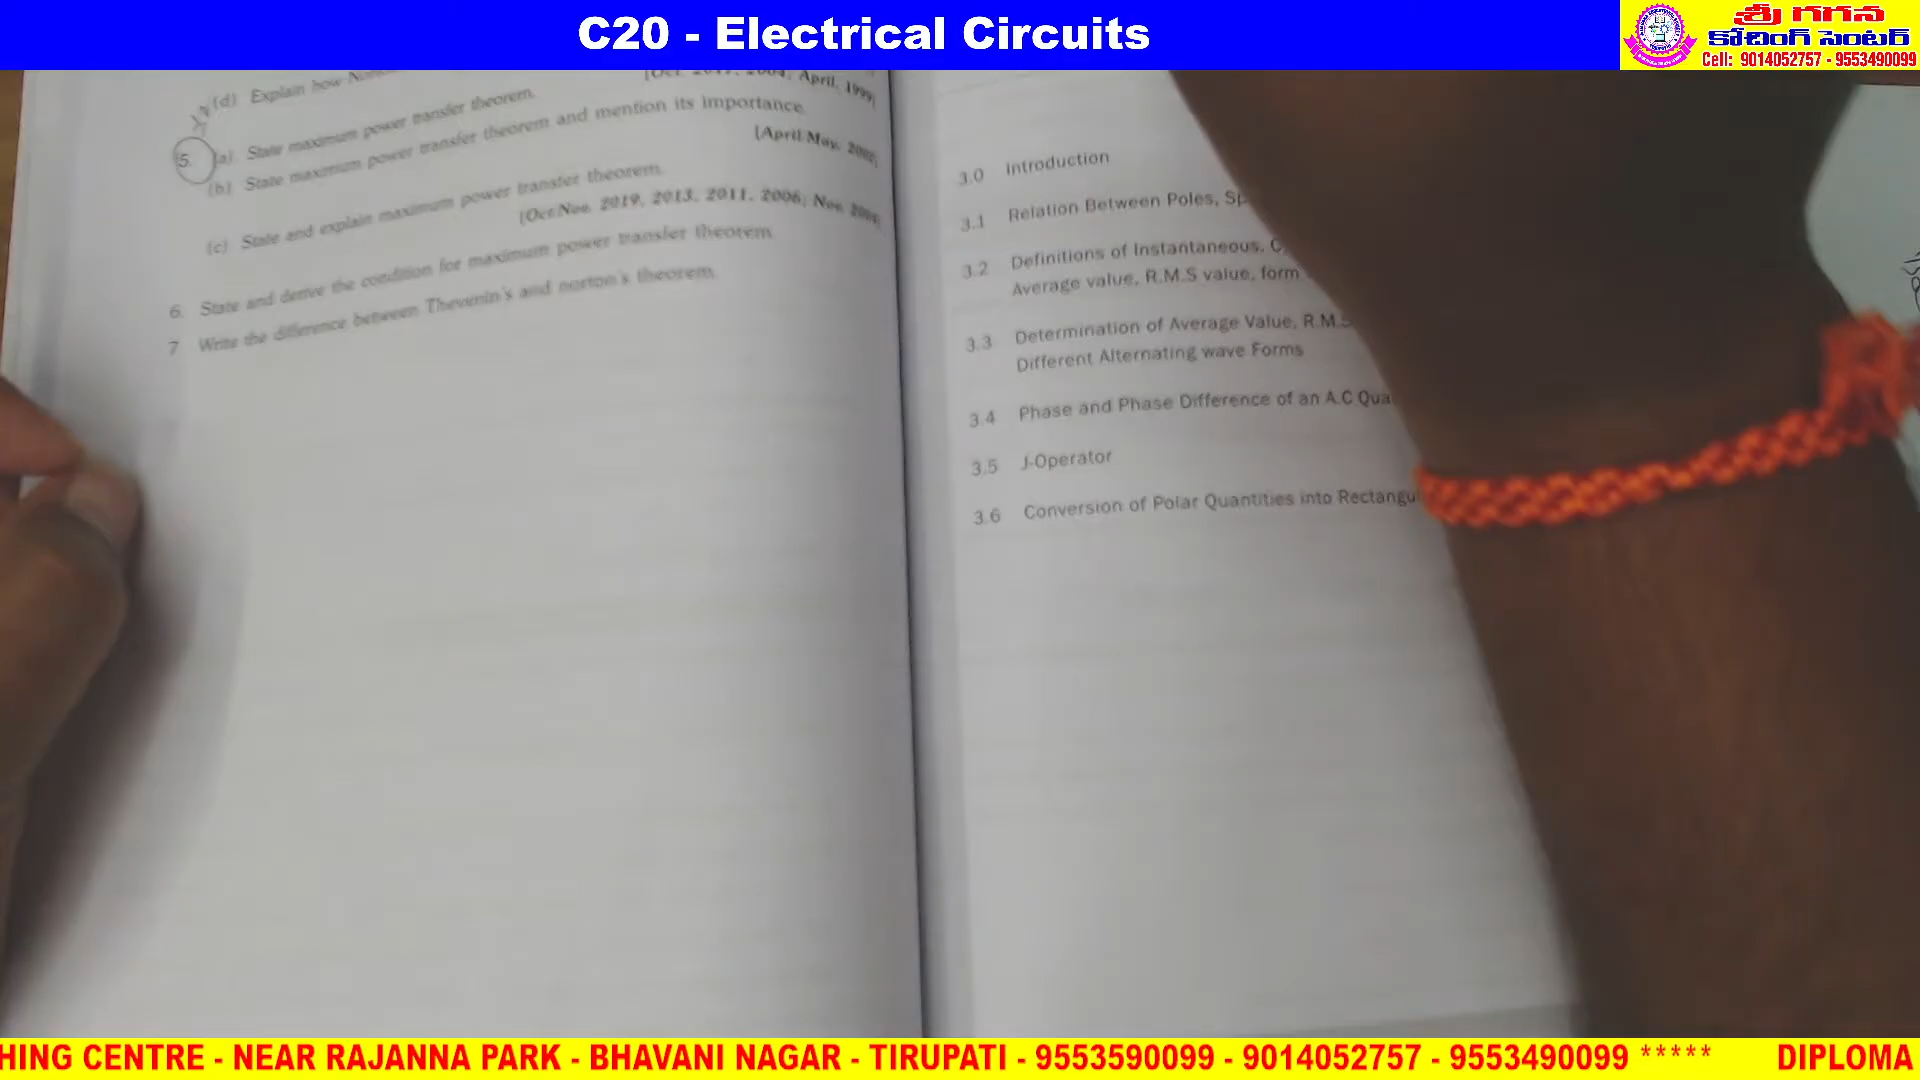 C20 - Electrical Circuits
శ్రీ గగన
కోచింగ్ సెంటర్
Cell: 9014052757 - 9553490099
(d) Explain how
April, 1999]
5. (a) State maximum power transfer theorem.
(b) State maximum power transfer theorem and mention its importance.
[April/May,
(c) State and explain maximum power transfer theorem.
[Oct/Nov. 2019, 2013, 2011, 2006; Nov.
6. State and derive the condition for maximum power transfer theorem
7 Write the difference between Thevenin's and norton's theorem.
3.0 Introduction
3.1 Relation Between Poles,
3.2 Definitions of Instantaneous,
Average value, R.M.S value, form
3.3 Determination of Average Value, R.M.
Different Alternating wave Forms
3.4 Phase and Phase Difference of an A.C Qua
3.5 J-Operator
3.6 Conversion of Polar Quantities into Rectangu
HING CENTRE - NEAR RAJANNA PARK - BHAVANI NAGAR - TIRUPATI - 9553590099 - 9014052757 - 9553490099 ***** DIPLOMA